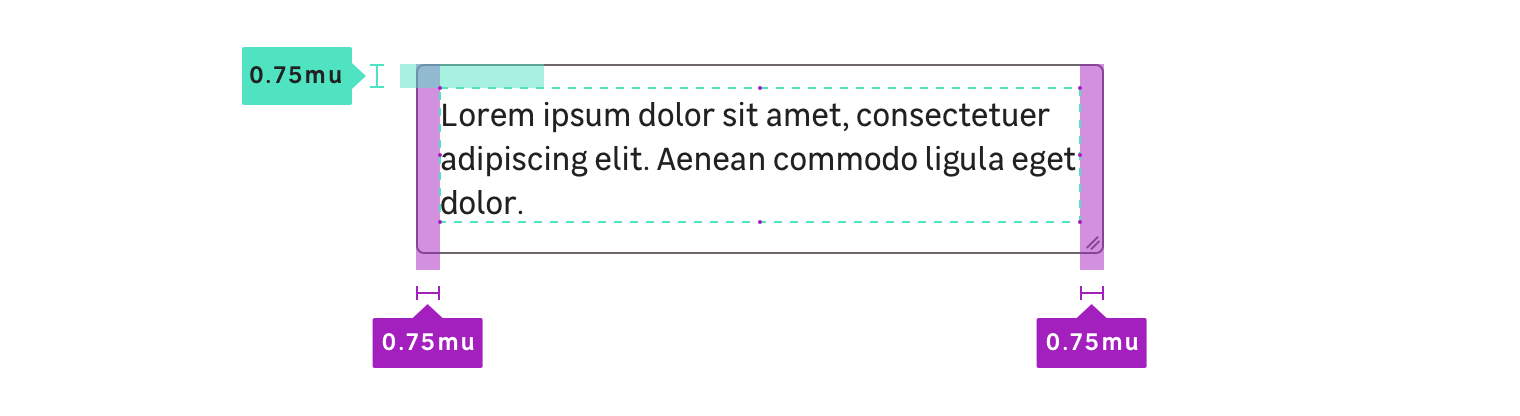 0.75mu
Lorem ipsum dolor sit amet, consectetuer
adipiscing elit. Aenean commodo ligula eget
dolor.
0.75mu
0.75mu